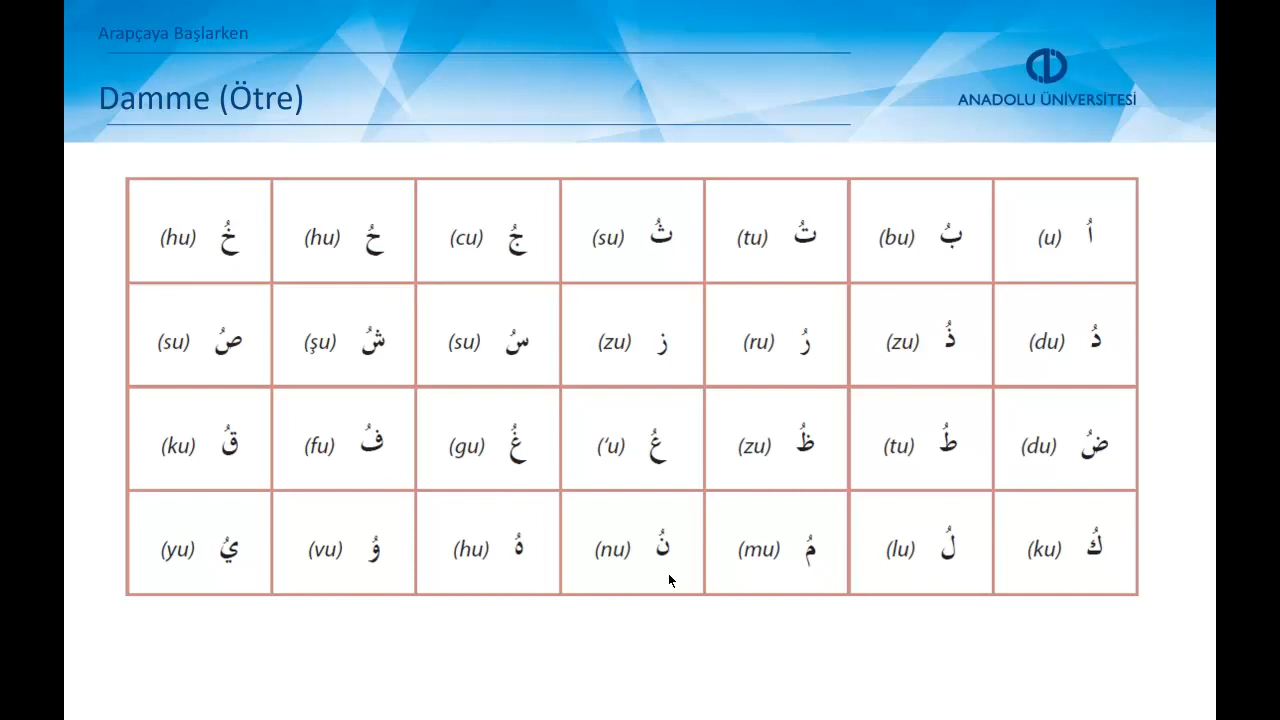 Arapçaya Başlarken
Damme (Ötre)
ANADOLU ÜNİVERSİTESİ
(hu) خُ (hu) حُ (cu) جُ (su) ثُ (tu) تُ (bu) بُ (u) أُ
(su) صُ (şu) شُ (su) سُ (zu) ز (ru) رُ (zu) ذُ (du) دُ
(ku) قُ (fu) فُ (gu) غُ (‘u) عُ (zu) ظُ (tu) طُ (du) ضُ
(yu) يُ (vu) وُ (hu) هُ (nu) نُ (mu) مُ (lu) لُ (ku) كُ